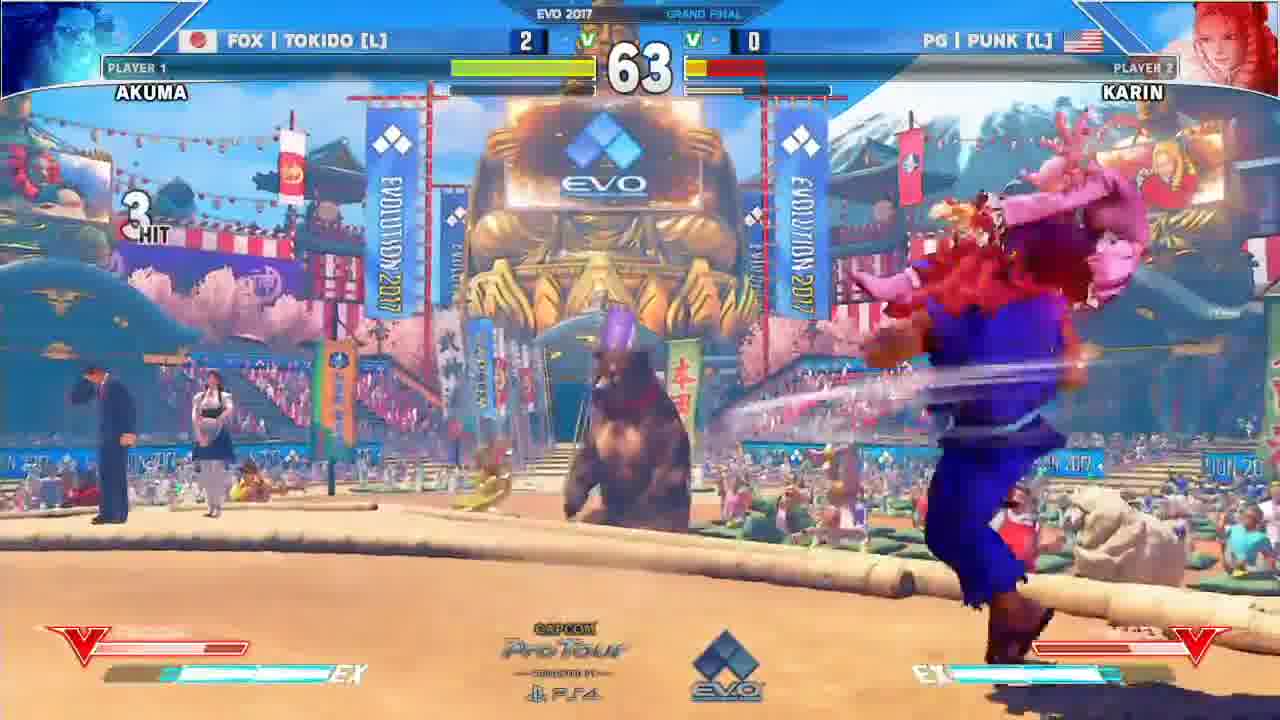 EVO 2017 GRAND FINAL
FOX | TOKIDO [L] 2 V V 0 PG | PUNK [L]
63
PLAYER 1 PLAYER 2
AKUMA KARIN
EVO
EVOLUTION 2017 EVOLUTION 2017
3 HIT
V V
EX EX
CAPCOM
Pro Tour
PS4
EVO